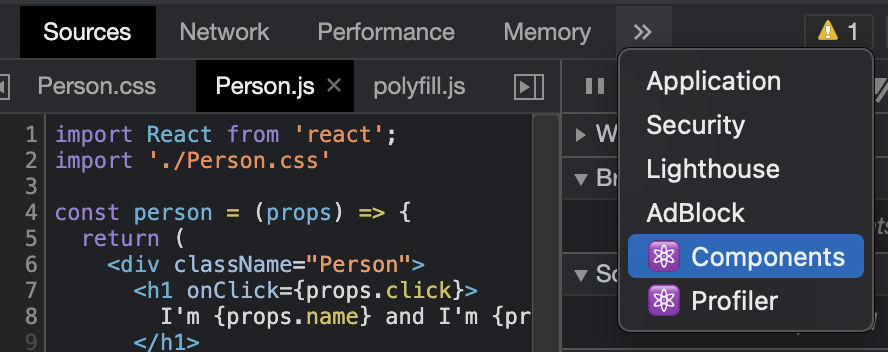 Sources Network Performance Memory » 1
Person.css Person.js × polyfill.js
Application
Security
Lighthouse
AdBlock
Components
Profiler
1 import React from 'react';
2 import './Person.css'
3
4 const person = (props) => {
5 return (
6 <div className="Person">
7 <h1 onClick={props.click}>
8 I'm {props.name} and I'm {pr
9 </h1>
W
Br
Sc